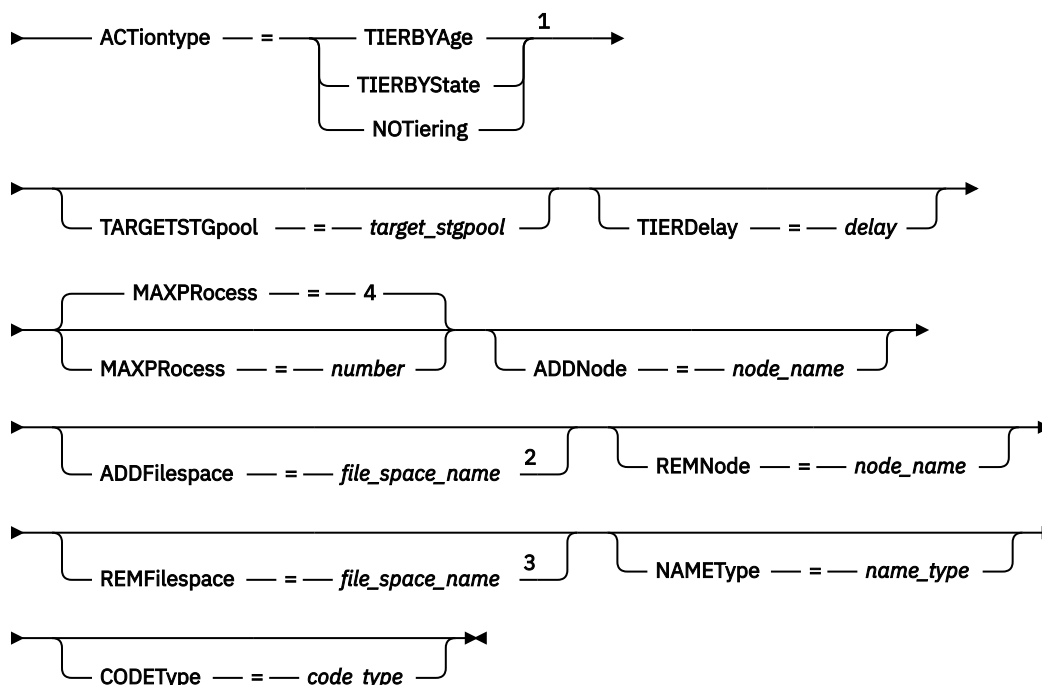 ACTiontype = TIERBYAge 1
TIERBYState
NOTiering
TARGETSTGpool = target_stgpool TIERDelay = delay
MAXPRocess = 4
MAXPRocess = number ADDNode = node_name
ADDFilespace = file_space_name 2 REMNode = node_name
REMFilespace = file_space_name 3 NAMEType = name_type
CODEType = code_type